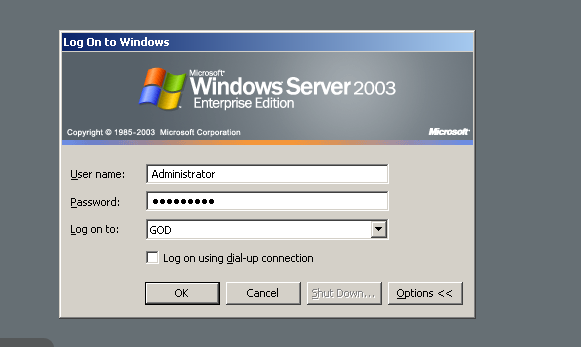 Log On to Windows
Microsoft®
Windows Server 2003
Enterprise Edition
Copyright © 1985-2003 Microsoft Corporation
Microsoft®
User name:
Administrator
Password:
●●●●●●●●●
Log on to:
GOD
Log on using dial-up connection
OK
Cancel
Shut Down...
Options <<